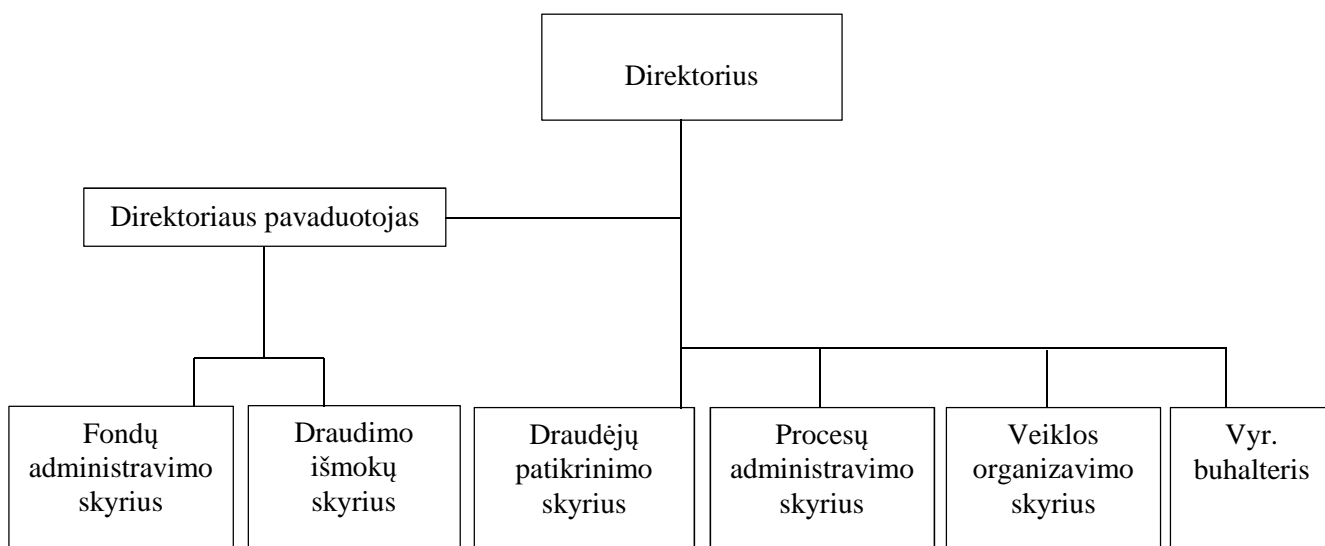 Direktorius
Direktoriaus pavaduotojas
Fondų
administravimo
skyrius
Draudimo
išmokų
skyrius
Draudėjų
patikrinimo
skyrius
Procesų
administravimo
skyrius
Veiklos
organizavimo
skyrius
Vyr.
buhalteris